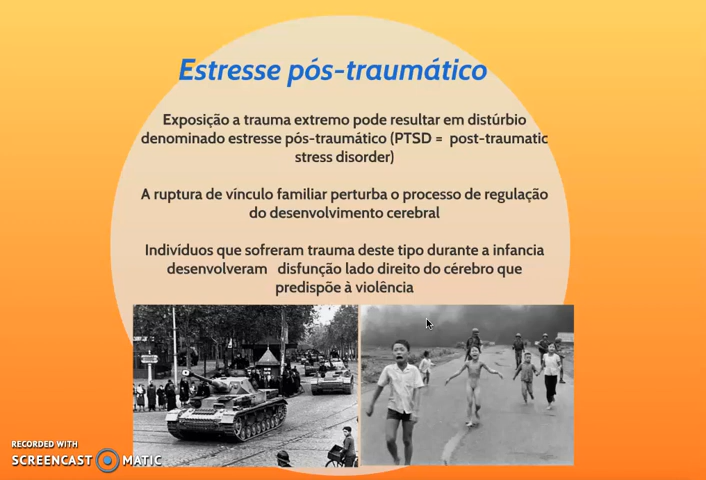 Estresse pós-traumático
Exposição a trauma extremo pode resultar em distúrbio
denominado estresse pós-traumático (PTSD = post-traumatic
stress disorder)
A ruptura de vínculo familiar perturba o processo de regulação
do desenvolvimento cerebral
Indivíduos que sofreram trauma deste tipo durante a infancia
desenvolveram disfunção lado direito do cérebro que
predispõe à violência
RECORDED WITH
SCREENCAST MATIC